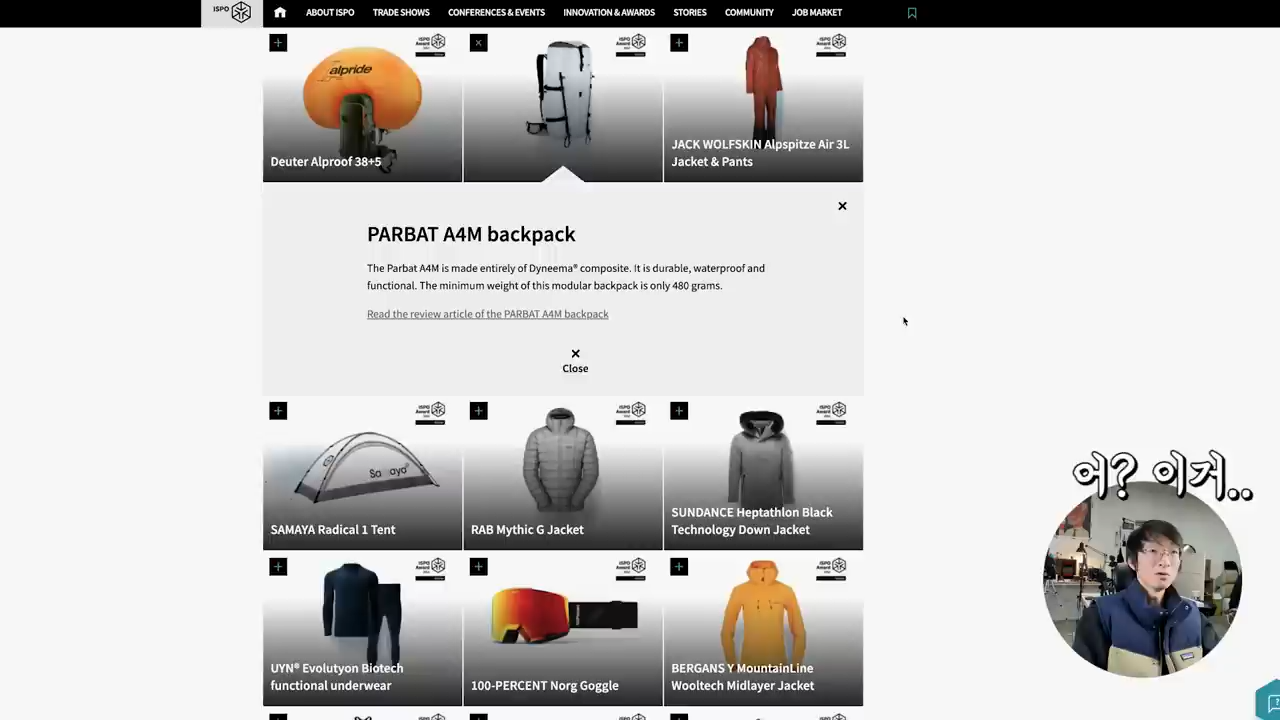 ISPO
ABOUT ISPO
TRADE SHOWS
CONFERENCES & EVENTS
INNOVATION & AWARDS
STORIES
COMMUNITY
JOB MARKET
alpride
Deuter Alproof 38+5
JACK WOLFSKIN Alpspitze Air 3L
Jacket & Pants
PARBAT A4M backpack
The Parbat A4M is made entirely of Dyneema® composite. It is durable, waterproof and
functional. The minimum weight of this modular backpack is only 480 grams.
Read the review article of the PARBAT A4M backpack
Close
SAMAYA Radical 1 Tent
RAB Mythic G Jacket
SUNDANCE Heptathlon Black
Technology Down Jacket
어? 이거..
UYN® Evolutyon Biotech
functional underwear
100-PERCENT Norg Goggle
BERGANS Y MountainLine
Wooltech Midlayer Jacket